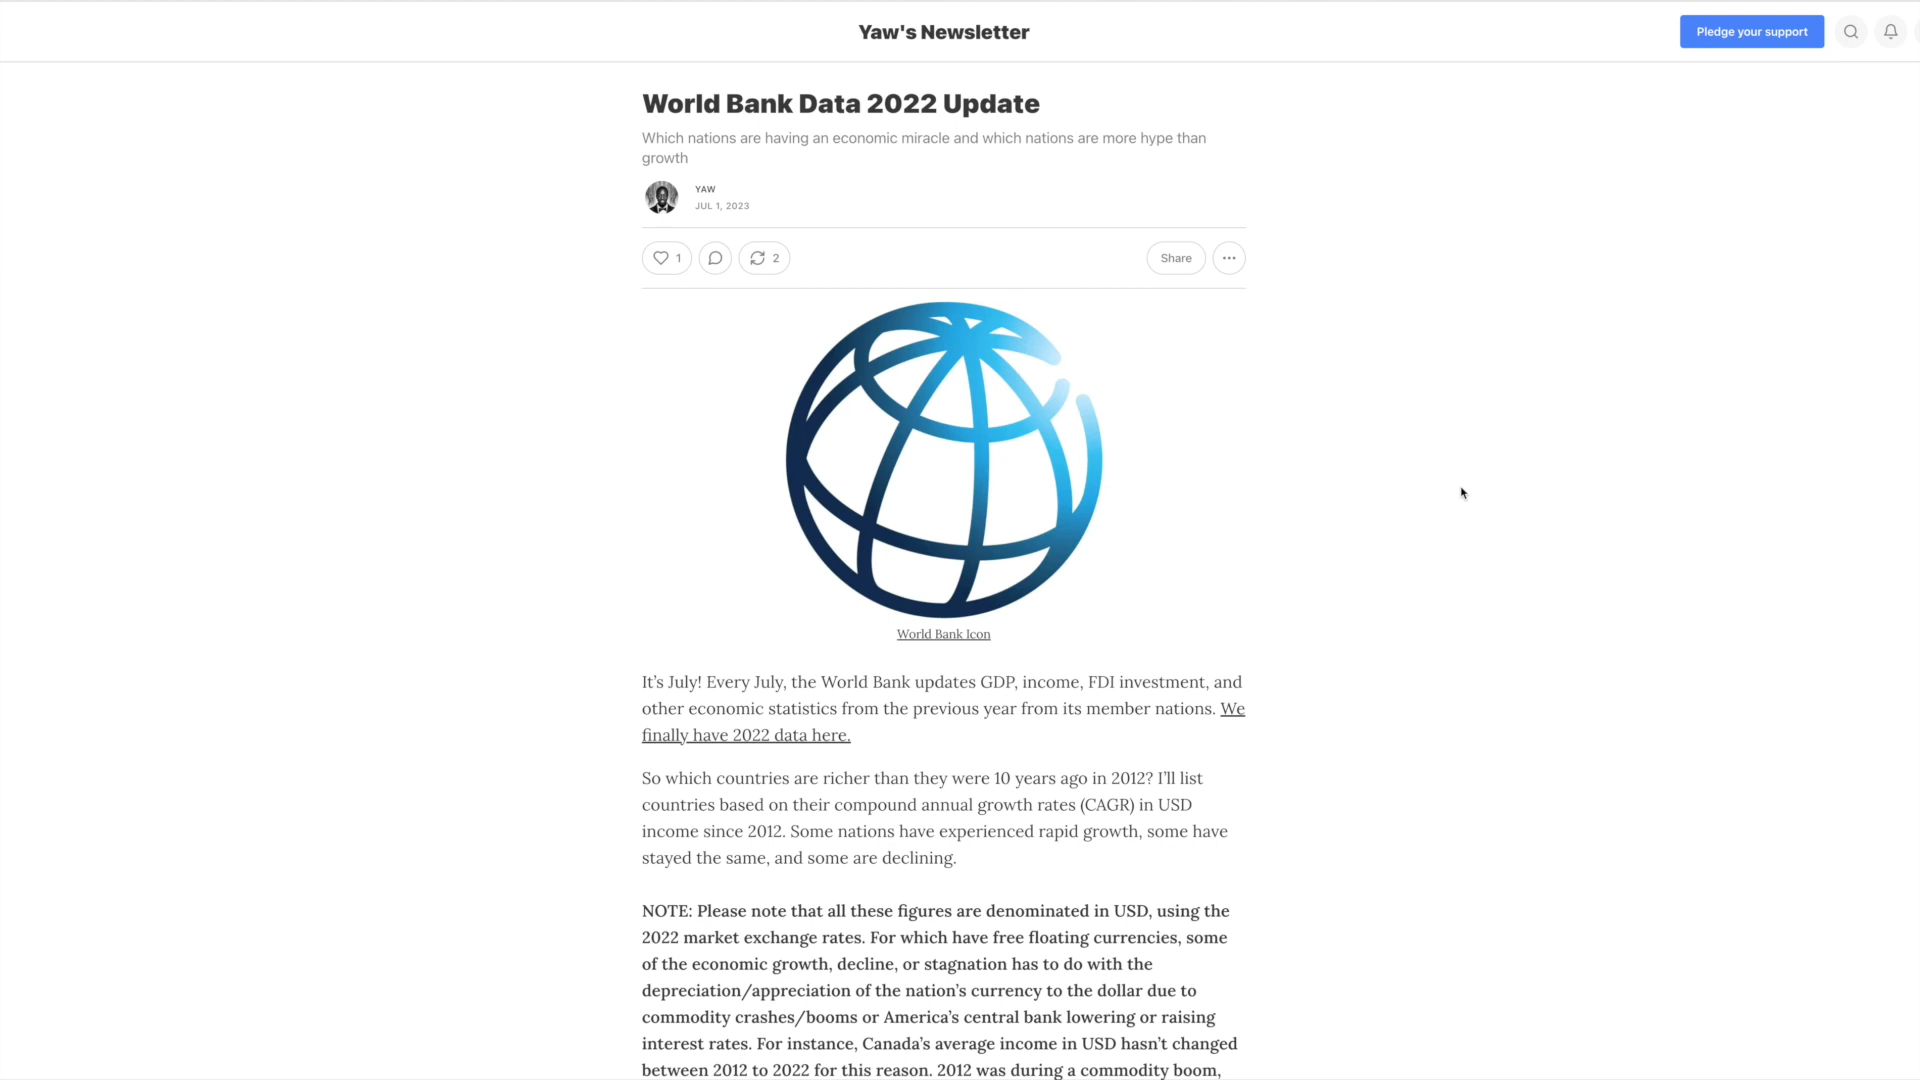 Yaw's Newsletter
Pledge your support
World Bank Data 2022 Update
Which nations are having an economic miracle and which nations are more hype than
growth
YAW
JUL 1, 2023
1
2
Share
World Bank Icon
It’s July! Every July, the World Bank updates GDP, income, FDI investment, and
other economic statistics from the previous year from its member nations. We
finally have 2022 data here.
So which countries are richer than they were 10 years ago in 2012? I’ll list
countries based on their compound annual growth rates (CAGR) in USD
income since 2012. Some nations have experienced rapid growth, some have
stayed the same, and some are declining.
NOTE: Please note that all these figures are denominated in USD, using the
2022 market exchange rates. For which have free floating currencies, some
of the economic growth, decline, or stagnation has to do with the
depreciation/appreciation of the nation’s currency to the dollar due to
commodity crashes/booms or America’s central bank lowering or raising
interest rates. For instance, Canada’s average income in USD hasn’t changed
between 2012 to 2022 for this reason. 2012 was during a commodity boom,